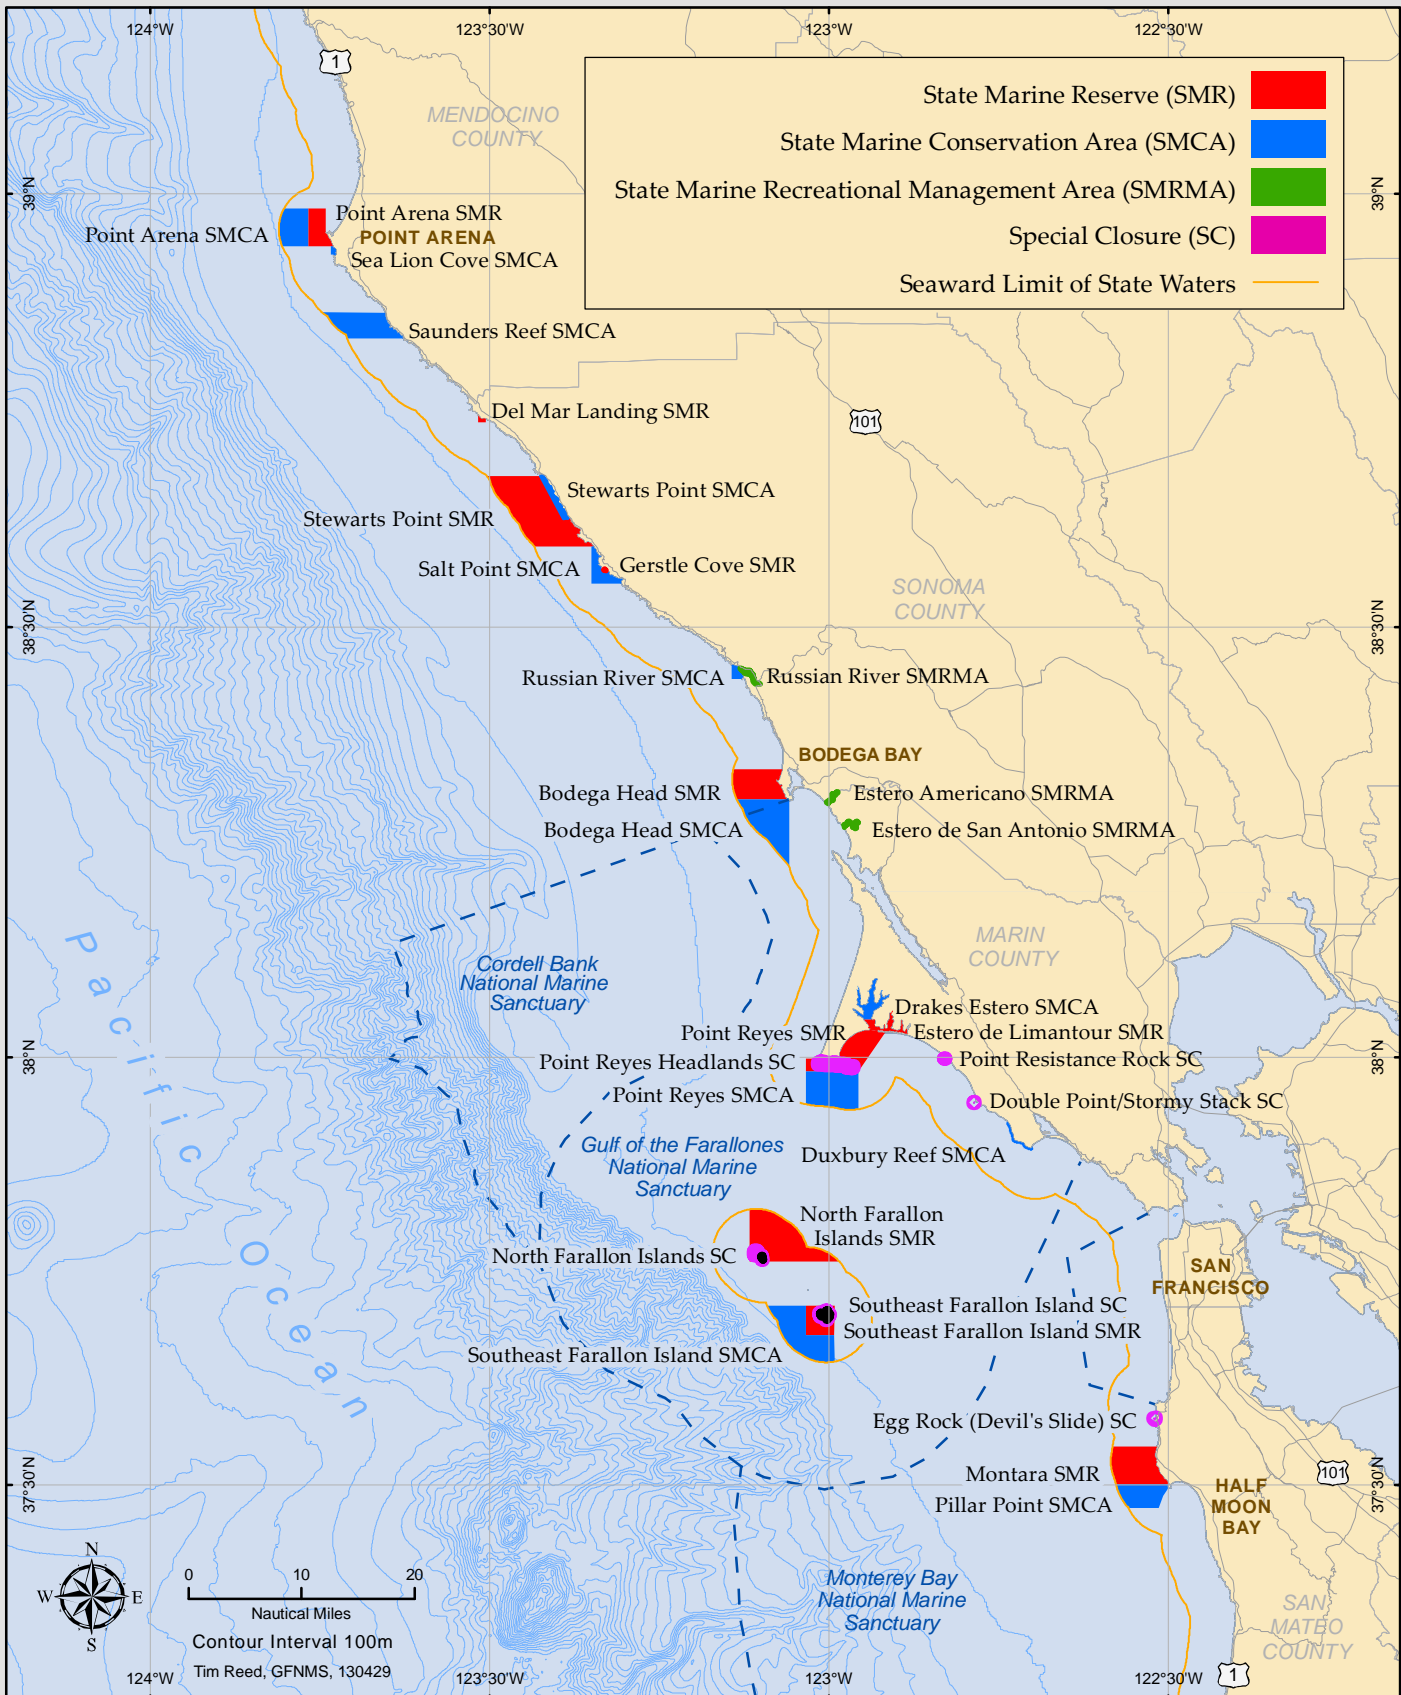 124°W
123°30'W
123°W
122°30'W
1
MENDOCINO
COUNTY
State Marine Reserve (SMR)
State Marine Conservation Area (SMCA)
State Marine Recreational Management Area (SMRMA)
Special Closure (SC)
Seaward Limit of State Waters
39°N
39°N
Point Arena SMR
Point Arena SMCA
POINT ARENA
Sea Lion Cove SMCA
Saunders Reef SMCA
Del Mar Landing SMR
101
Stewarts Point SMCA
Stewarts Point SMR
Salt Point SMCA
Gerstle Cove SMR
SONOMA
COUNTY
38°30'N
38°30'N
Russian River SMCA
Russian River SMRMA
BODEGA BAY
Bodega Head SMR
Estero Americano SMRMA
Bodega Head SMCA
Estero de San Antonio SMRMA
MARIN
COUNTY
Cordell Bank
National Marine
Sanctuary
Drakes Estero SMCA
Point Reyes SMR
Estero de Limantour SMR
38°N
38°N
Point Reyes Headlands SC
Point Resistance Rock SC
Point Reyes SMCA
Double Point/Stormy Stack SC
Gulf of the Farallones
National Marine
Sanctuary
Duxbury Reef SMCA
Pacific Ocean
North Farallon
Islands SMR
North Farallon Islands SC
SAN
FRANCISCO
Southeast Farallon Island SC
Southeast Farallon Island SMR
Southeast Farallon Island SMCA
Egg Rock (Devil's Slide) SC
Montara SMR
101
37°30'N
37°30'N
Pillar Point SMCA
HALF
MOON
BAY
N
W
E
S
0
10
20
Nautical Miles
Contour Interval 100m
Tim Reed, GFNMS, 130429
Monterey Bay
National Marine
Sanctuary
SAN
MATEO
COUNTY
1
124°W
123°30'W
123°W
122°30'W